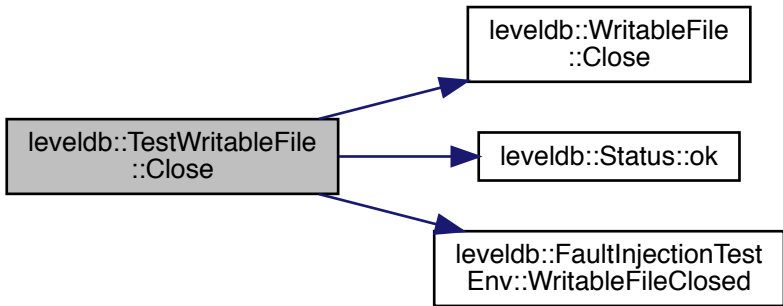 leveldb::WritableFile
::Close
leveldb::TestWritableFile
::Close
leveldb::Status::ok
leveldb::FaultInjectionTest
Env::WritableFileClosed